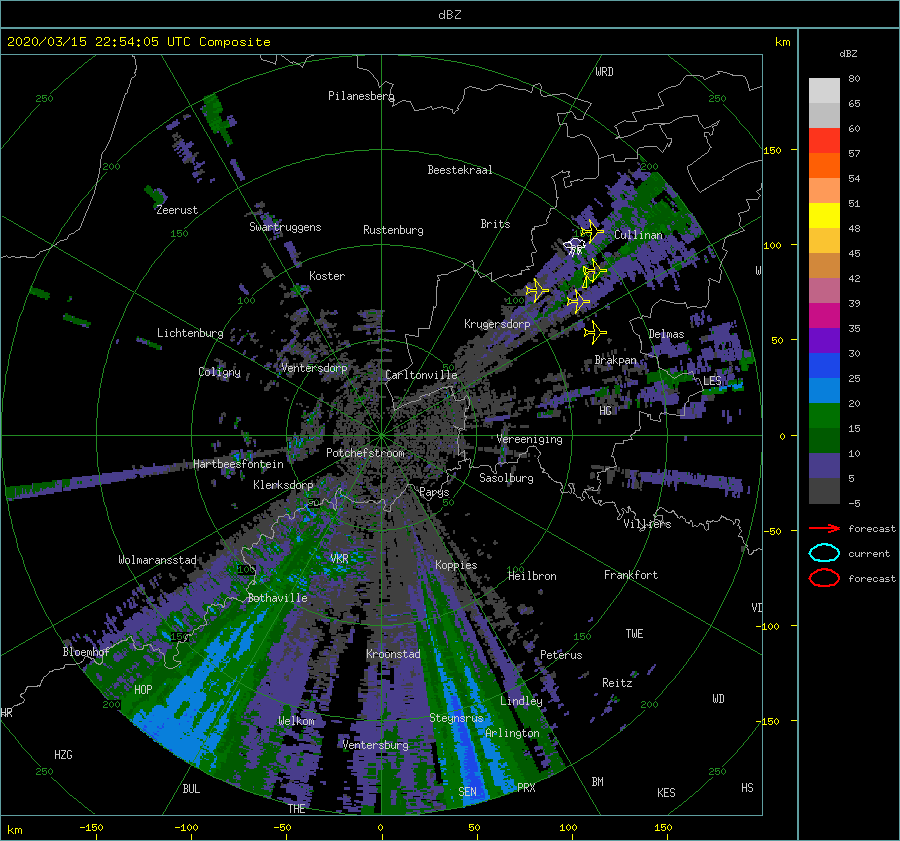 dBZ
2020/03/15 22:54:05 UTC Composite
km
dBZ
WRD
80
250
Pilanesberg
250
65
60
150
57
200
Beestekraal
200
54
Zeerust
51
Swartruggens
Rustenburg
Brits
150
Cullinan
48
100
W
45
Koster
42
100
100
39
Krugersdorp
35
Lichtenburg
Delmas
50
30
Coligny
Ventersdorp
Carltonville
50
Brakpan
LES
25
HG
20
Vereeniging
0
15
Potchefstroom
Hartbeesfontein
10
Klerksdorp
Parys
Sasolburg
5
50
50
-5
Villiers
forecast
-50
Wolmaransstad
VKR
Koppies
current
100
100
Heilbron
Frankfort
forecast
Bothaville
VD
-100
150
150
TWE
Bloemhof
Kroonstad
Peterus
HOP
Reitz
WD
200
Lindley
200
HR
Welkom
Steynsrus
-150
Arlington
HZG
Ventersburg
250
250
BUL
SEN
PRX
BM
KES
HS
THE
km
-150
-100
-50
0
50
100
150